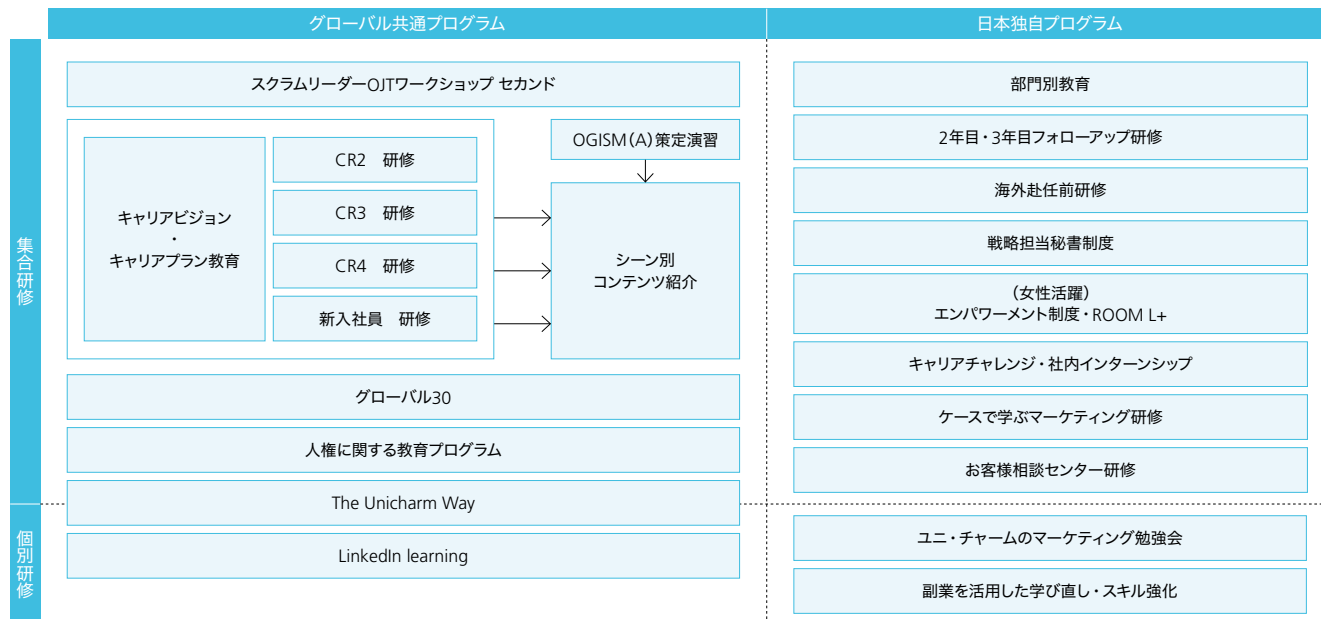 グローバル共通プログラム
日本独自プログラム
集合研修
スクラムリーダーOJTワークショップ セカンド
キャリアビジョン
・
キャリアプラン教育
CR2 研修
CR3 研修
CR4 研修
新入社員 研修
OGISM(A)策定演習
シーン別
コンテンツ紹介
グローバル30
人権に関する教育プログラム
The Unicharm Way
部門別教育
2年目・3年目フォローアップ研修
海外赴任前研修
戦略担当秘書制度
(女性活躍)
エンパワーメント制度・ROOM L+
キャリアチャレンジ・社内インターンシップ
ケースで学ぶマーケティング研修
お客様相談センター研修
個別研修
LinkedIn learning
ユニ・チャームのマーケティング勉強会
副業を活用した学び直し・スキル強化